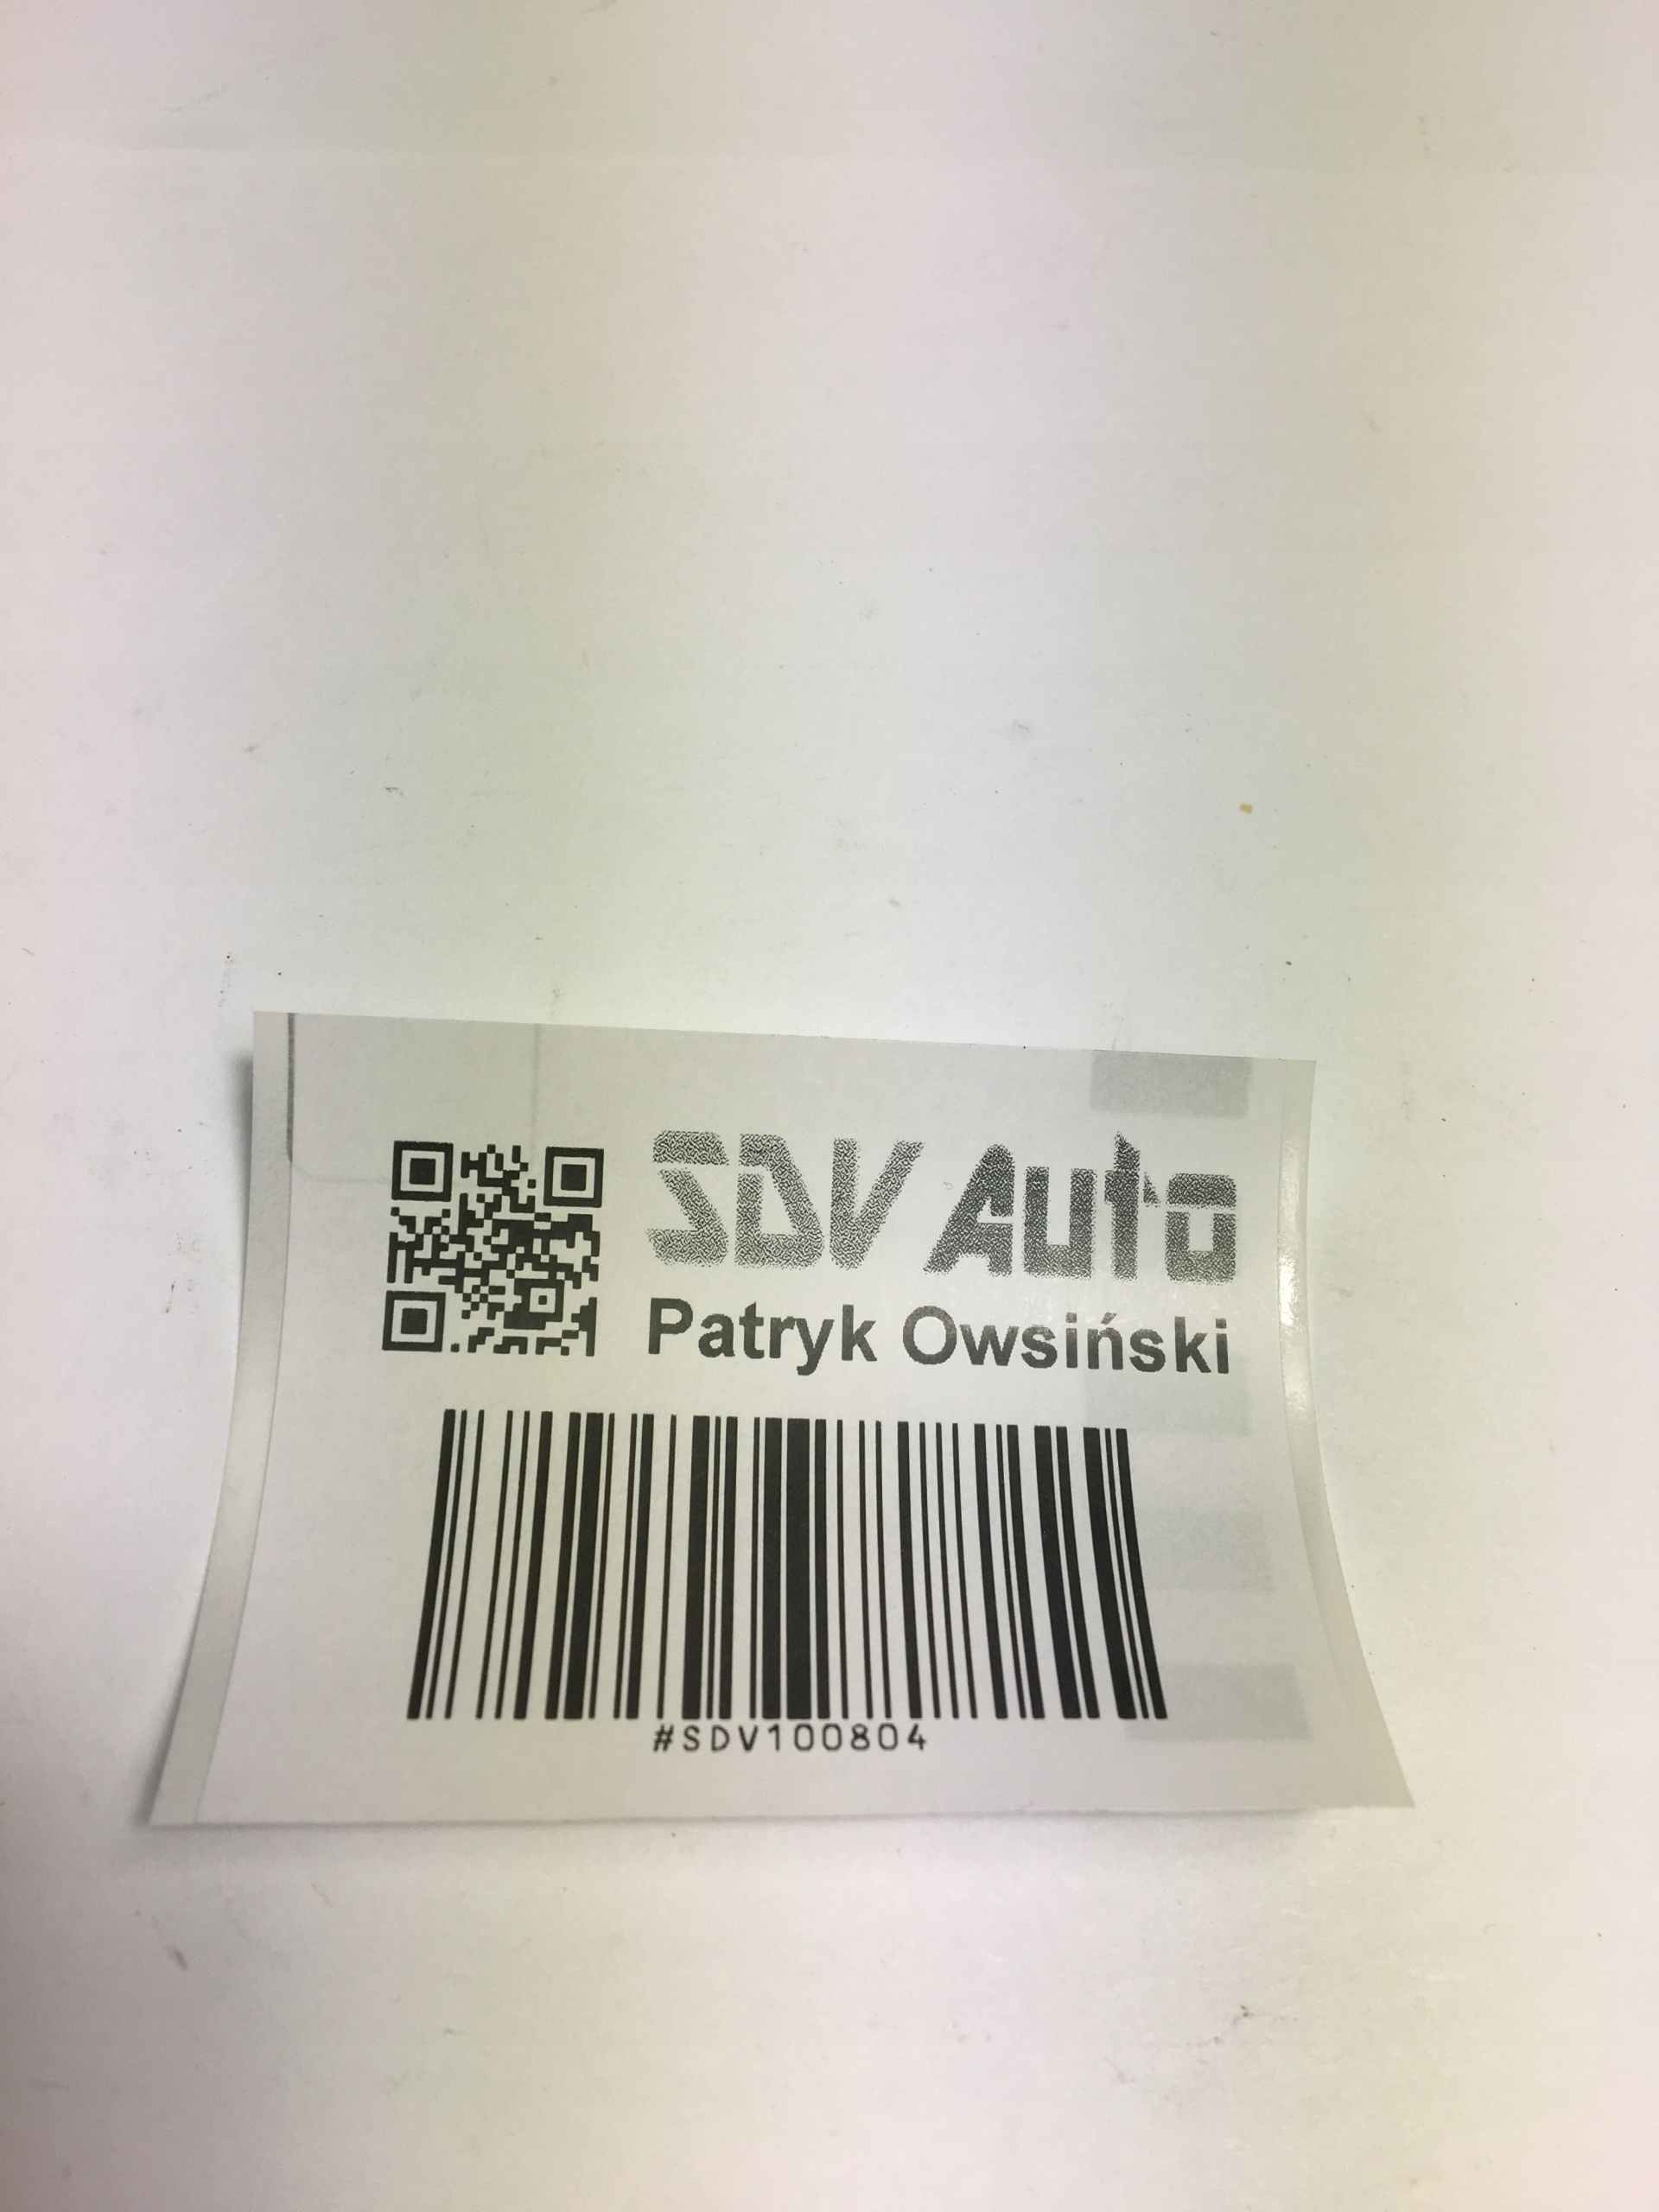 SDV Auto
Patryk Owsiński
#SDV100804